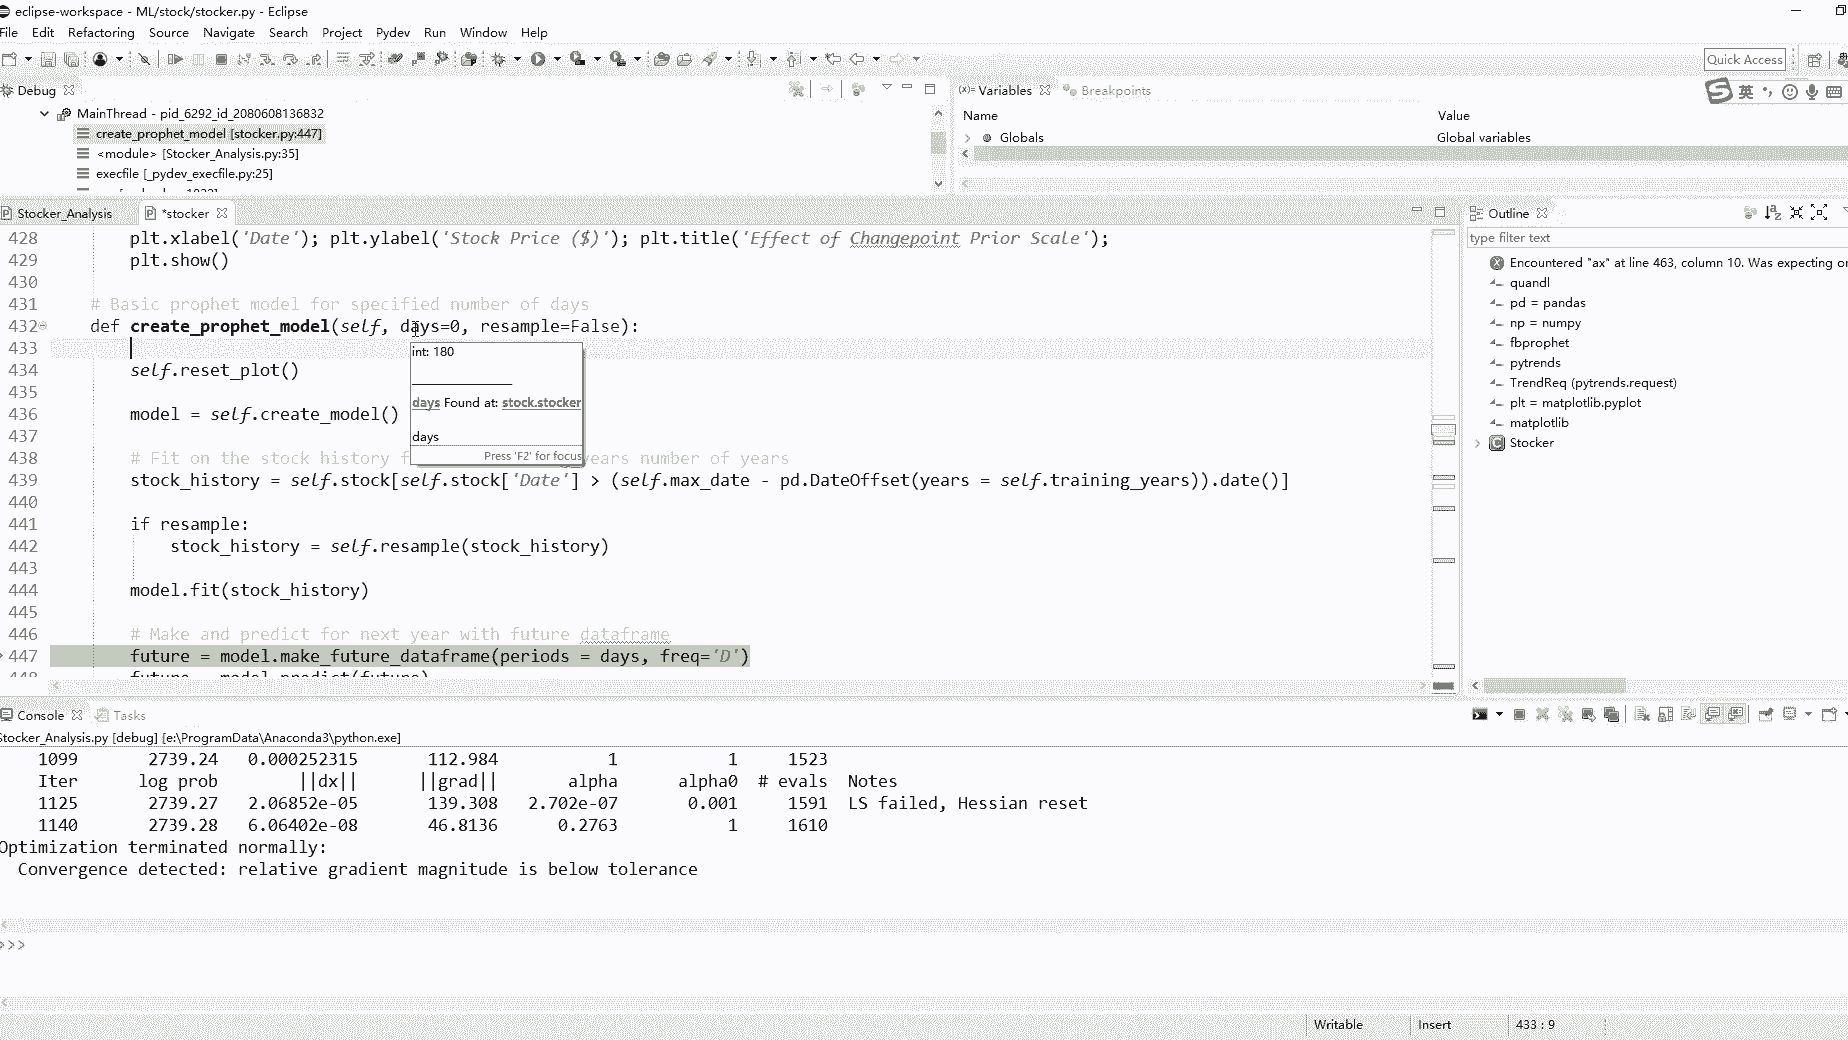 eclipse-workspace - ML/stock/stocker.py - Eclipse
File Edit Refactoring Source Navigate Search Project Pydev Run Window Help
Quick Access
Debug
(x)= Variables Breakpoints
英
MainThread - pid_6292_id_2080608136832
create_prophet_model [stocker.py:447]
<module> [Stocker_Analysis.py:35]
execfile [_pydev_execfile.py:25]
Name Value
Globals Global variables
Stocker_Analysis *stocker
428 plt.xlabel('Date'); plt.ylabel('Stock Price ($)'); plt.title('Effect of Changepoint Prior Scale');
429 plt.show()
430
431 # Basic prophet model for specified number of days
432 def create_prophet_model(self, days=0, resample=False):
433
434 self.reset_plot()
435
436 model = self.create_model()
437
438 # Fit on the stock history f years number of years
439 stock_history = self.stock[self.stock['Date'] > (self.max_date - pd.DateOffset(years = self.training_years)).date()]
440
441 if resample:
442 stock_history = self.resample(stock_history)
443
444 model.fit(stock_history)
445
446 # Make and predict for next year with future dataframe
447 future = model.make_future_dataframe(periods = days, freq='D')
448 future = model.predict(future)
int: 180
days Found at: stock.stocker
days
Press 'F2' for focus
Outline
type filter text
Encountered "ax" at line 463, column 10. Was expecting
quandl
pd = pandas
np = numpy
fbprophet
pytrends
TrendReq (pytrends.request)
plt = matplotlib.pyplot
matplotlib
Stocker
Console Tasks
Stocker_Analysis.py [debug] [e:\ProgramData\Anaconda3\python.exe]
1099 2739.24 0.000252315 112.984 1 1 1523
Iter log prob ||dx|| ||grad|| alpha alpha0 # evals Notes
1125 2739.27 2.06852e-05 139.308 2.702e-07 0.001 1591 LS failed, Hessian reset
1140 2739.28 6.06402e-08 46.8136 0.2763 1 1610
Optimization terminated normally:
Convergence detected: relative gradient magnitude is below tolerance
>>>
Writable Insert 433 : 9